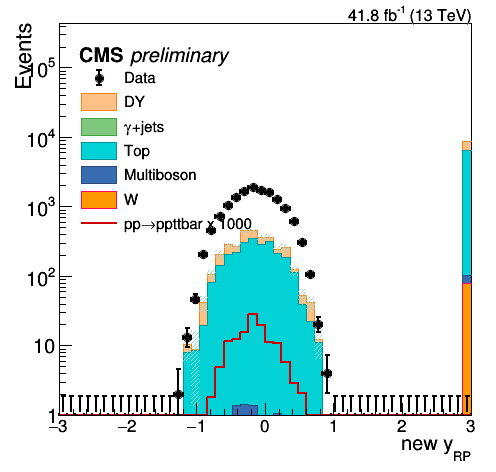 41.8 fb⁻¹ (13 TeV)
Events
CMS preliminary
Data
DY
γ+jets
Top
Multiboson
W
pp→ppttbar x 1000
10⁵
10⁴
10³
10²
10
1
−3 −2 −1 0 1 2 3
new y_RP